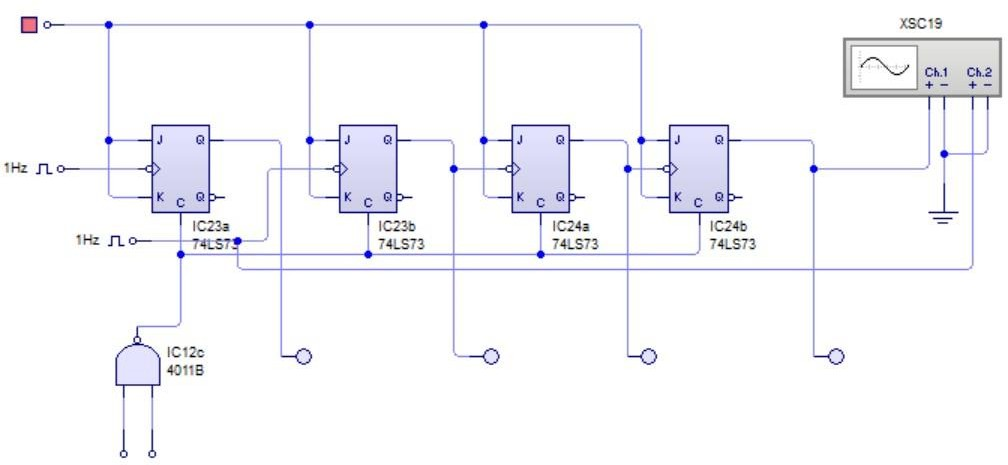 XSC19
Ch.1 Ch.2
+ − + −
J Q J Q J Q J Q
1Hz
K C Q K C Q K C Q K C Q
IC23a IC23b IC24a IC24b
74LS73 74LS73 74LS73 74LS73
1Hz
IC12c
4011B